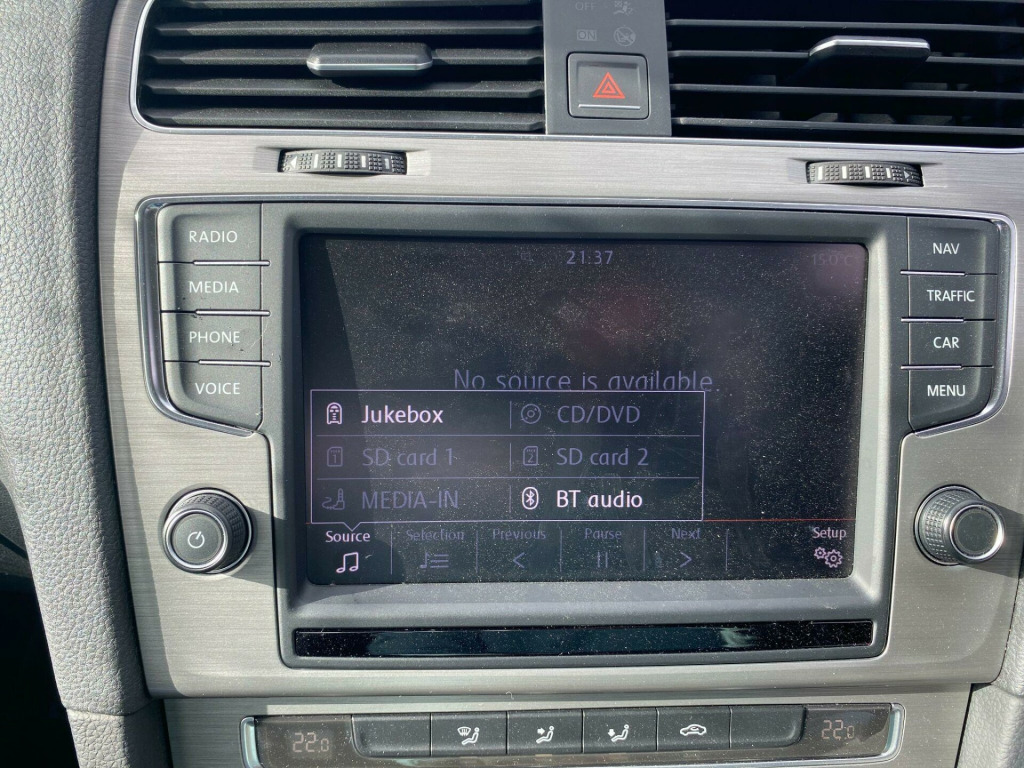 OFF
ON
RADIO
MEDIA
PHONE
VOICE
NAV
TRAFFIC
CAR
MENU
21:37
15.0°C
No source is available.
Jukebox CD/DVD
SD card 1 SD card 2
MEDIA-IN BT audio
Source Selection Previous Pause Next Setup
22.0 22.0